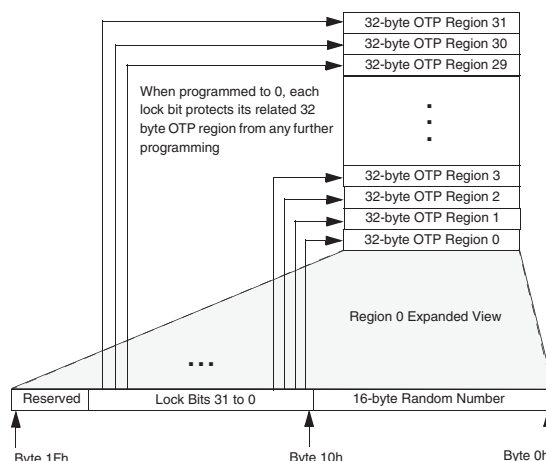 32-byte OTP Region 31
32-byte OTP Region 30
32-byte OTP Region 29
When programmed to 0, each
lock bit protects its related 32
byte OTP region from any further
programming
32-byte OTP Region 3
32-byte OTP Region 2
32-byte OTP Region 1
32-byte OTP Region 0
Region 0 Expanded View
...
Reserved
Lock Bits 31 to 0
16-byte Random Number
Byte 1Fh
Byte 10h
Byte 0h